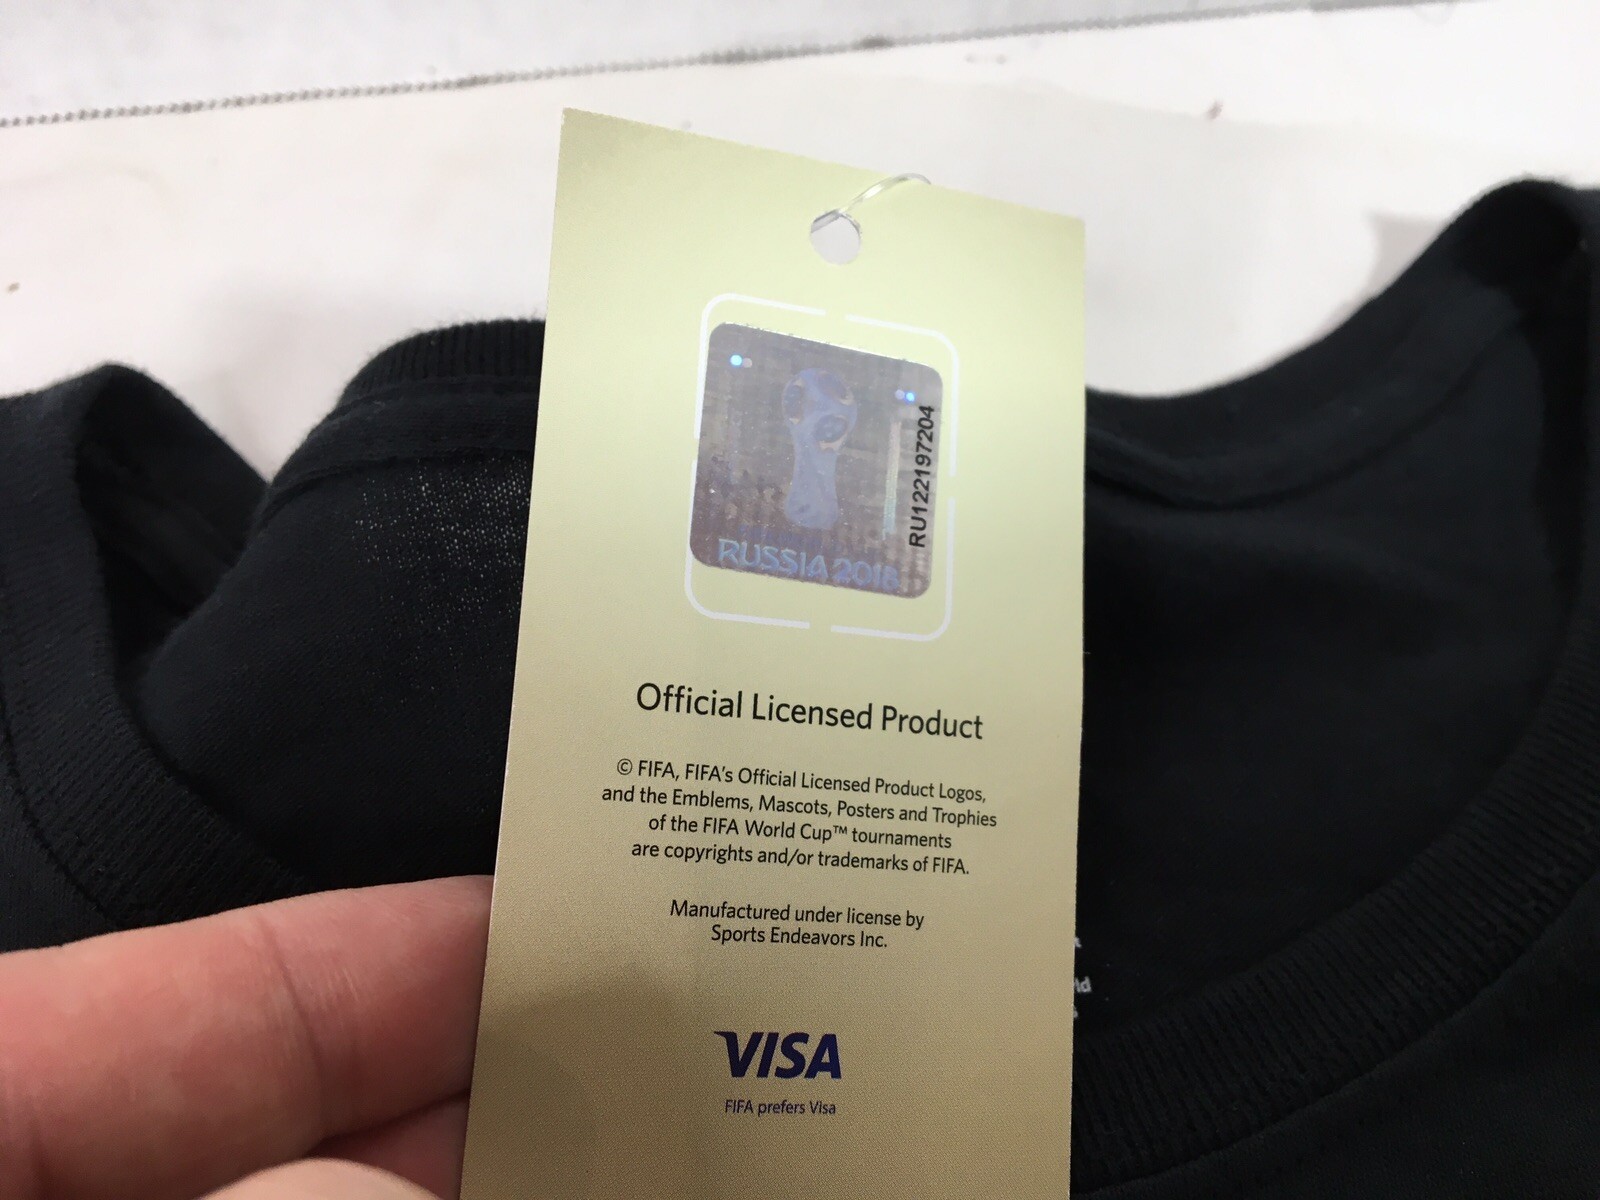 RU122197204
RUSSIA 2018
Official Licensed Product
© FIFA, FIFA's Official Licensed Product Logos,
and the Emblems, Mascots, Posters and Trophies
of the FIFA World Cup™ tournaments
are copyrights and/or trademarks of FIFA.
Manufactured under license by
Sports Endeavors Inc.
VISA
FIFA prefers Visa